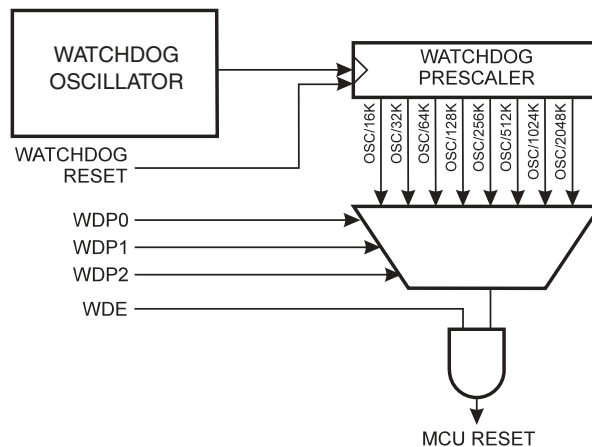 WATCHDOG
OSCILLATOR
WATCHDOG
PRESCALER
WATCHDOG
RESET
OSC/16K
OSC/32K
OSC/64K
OSC/128K
OSC/256K
OSC/512K
OSC/1024K
OSC/2048K
WDP0
WDP1
WDP2
WDE
MCU RESET